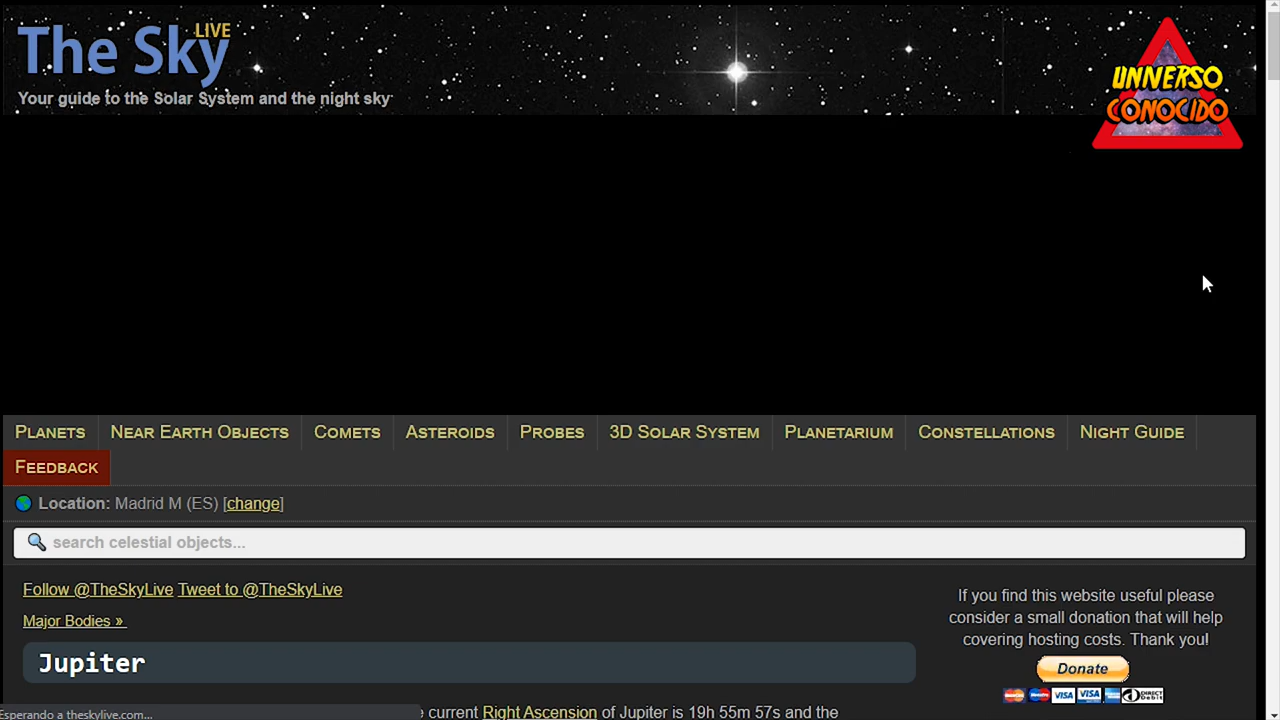 The Sky LIVE
Your guide to the Solar System and the night sky
UNIVERSO
CONOCIDO
PLANETS NEAR EARTH OBJECTS COMETS ASTEROIDS PROBES 3D SOLAR SYSTEM PLANETARIUM CONSTELLATIONS NIGHT GUIDE
FEEDBACK
Location: Madrid M (ES) [change]
search celestial objects...
Follow @TheSkyLive Tweet to @TheSkyLive
Major Bodies »
Jupiter
If you find this website useful please
consider a small donation that will help
covering hosting costs. Thank you!
Donate
VISA VISA DIRECT Debit
e current Right Ascension of Jupiter is 19h 55m 57s and the
Esperando a theskylive.com...